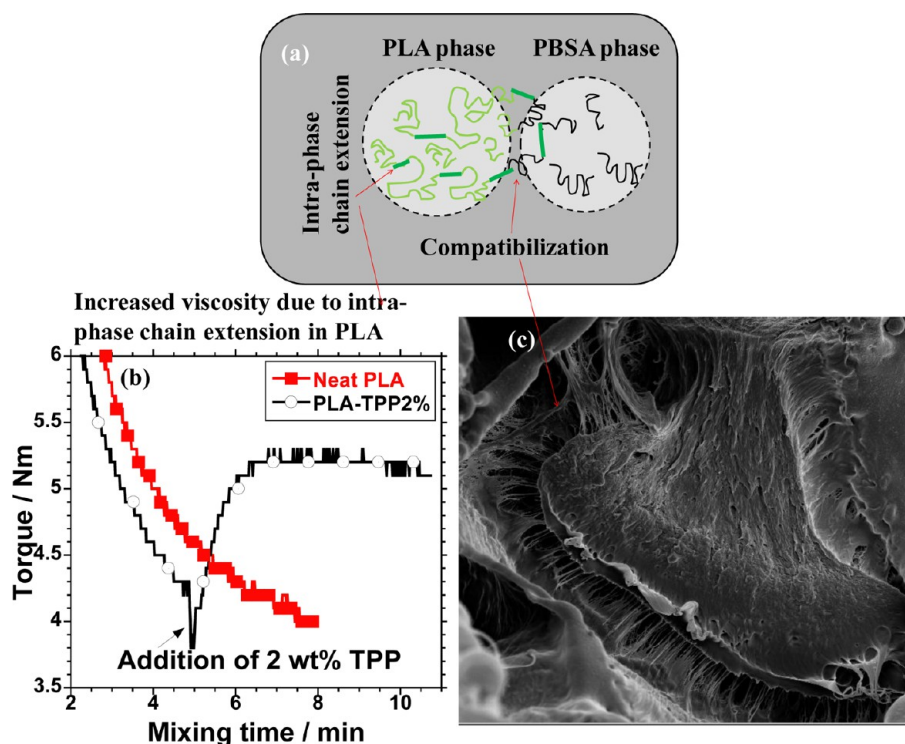 (a)
PLA phase
PBSA phase
Intra-phase
chain extension
Compatibilization
Increased viscosity due to intra-
phase chain extension in PLA
(b)
Neat PLA
PLA-TPP2%
6
5.5
5
4.5
4
3.5
Torque / Nm
Addition of 2 wt% TPP
2
4
6
8
10
Mixing time / min
(c)